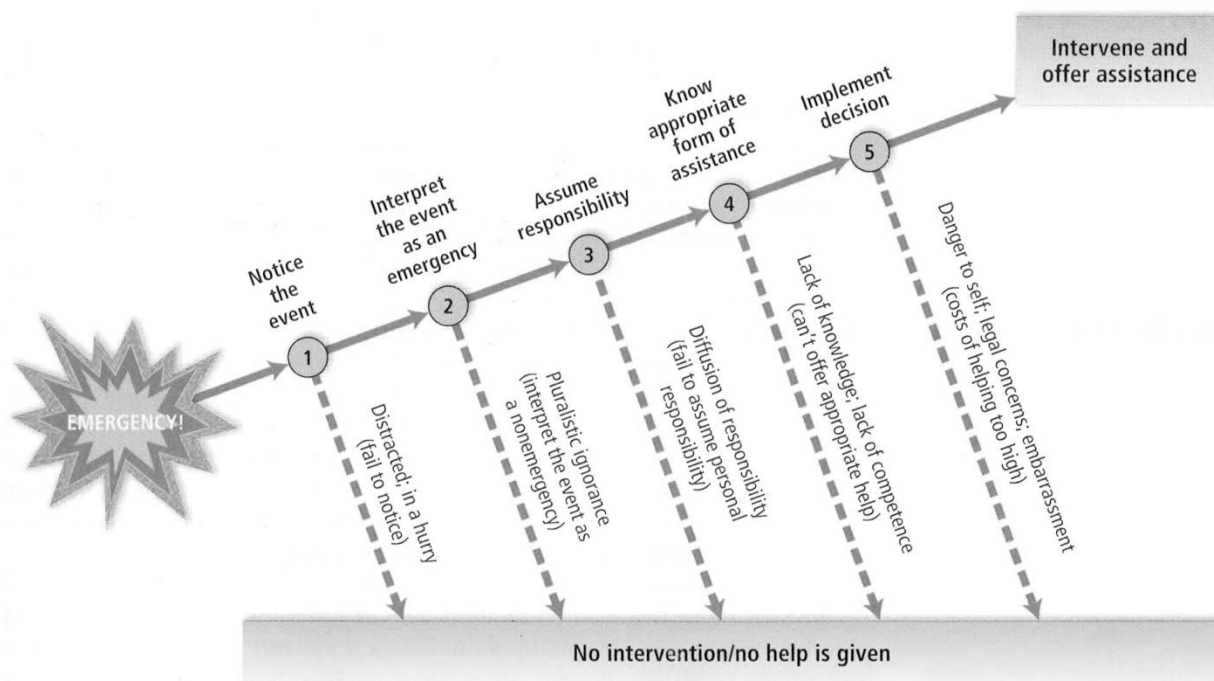 Intervene and
offer assistance
Implement
decision
5
Know
appropriate
form of
assistance
4
Assume
responsibility
3
Interpret
the event
as an
emergency
2
Notice
the
event
1
EMERGENCY!
Distracted; in a hurry
(fail to notice)
Pluralistic ignorance
(interpret the event as
a nonemergency)
Diffusion of responsibility
(fail to assume personal
responsibility)
Lack of knowledge; lack of competence
(can't offer appropriate help)
Danger to self; legal concerns; embarrassment
(costs of helping too high)
No intervention/no help is given